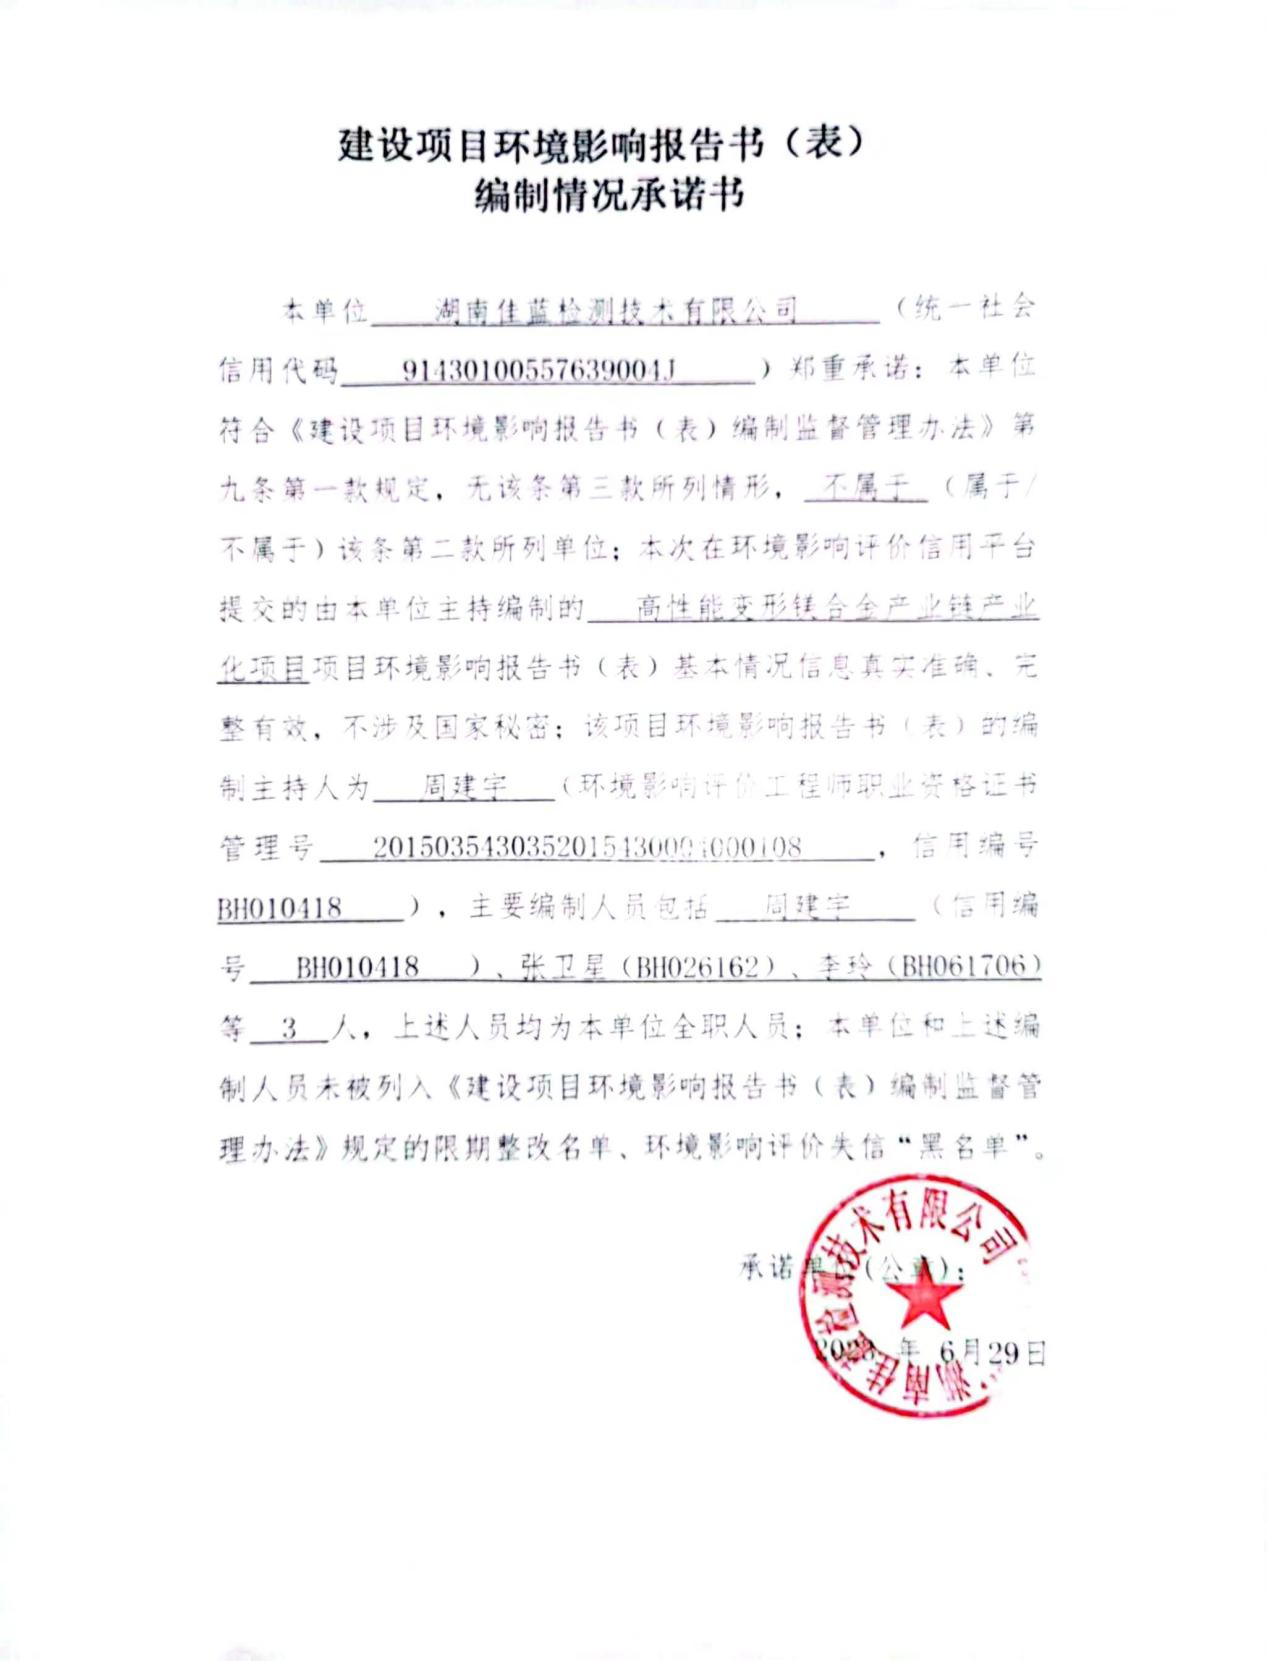 建设项目环境影响报告书（表）
编制情况承诺书
本单位 湖南佳蓝检测技术有限公司 （统一社会
信用代码 91430100557639004J ）郑重承诺：本单位
符合《建设项目环境影响报告书（表）编制监督管理办法》第
九条第一款规定，无该条第三款所列情形， 不属于 （属于/
不属于）该条第二款所列单位；本次在环境影响评价信用平台
提交的由本单位主持编制的 高性能变形镁合金产业链产业
化项目项目环境影响报告书（表）基本情况信息真实准确、完
整有效，不涉及国家秘密；该项目环境影响报告书（表）的编
制主持人为 周建宇 （环境影响评价工程师职业资格证书
管理号 2015035430352015430004000108 ，信用编号
BH010418 ），主要编制人员包括 周建宇 （信用编
号 BH010418 ）、张卫星（BH026162）、李玲（BH061706）
等 3 人，上述人员均为本单位全职人员；本单位和上述编
制人员未被列入《建设项目环境影响报告书（表）编制监督管
理办法》规定的限期整改名单、环境影响评价失信“黑名单”。
承诺单位（公章）：
年 6月29日
湖南佳蓝检测技术有限公司